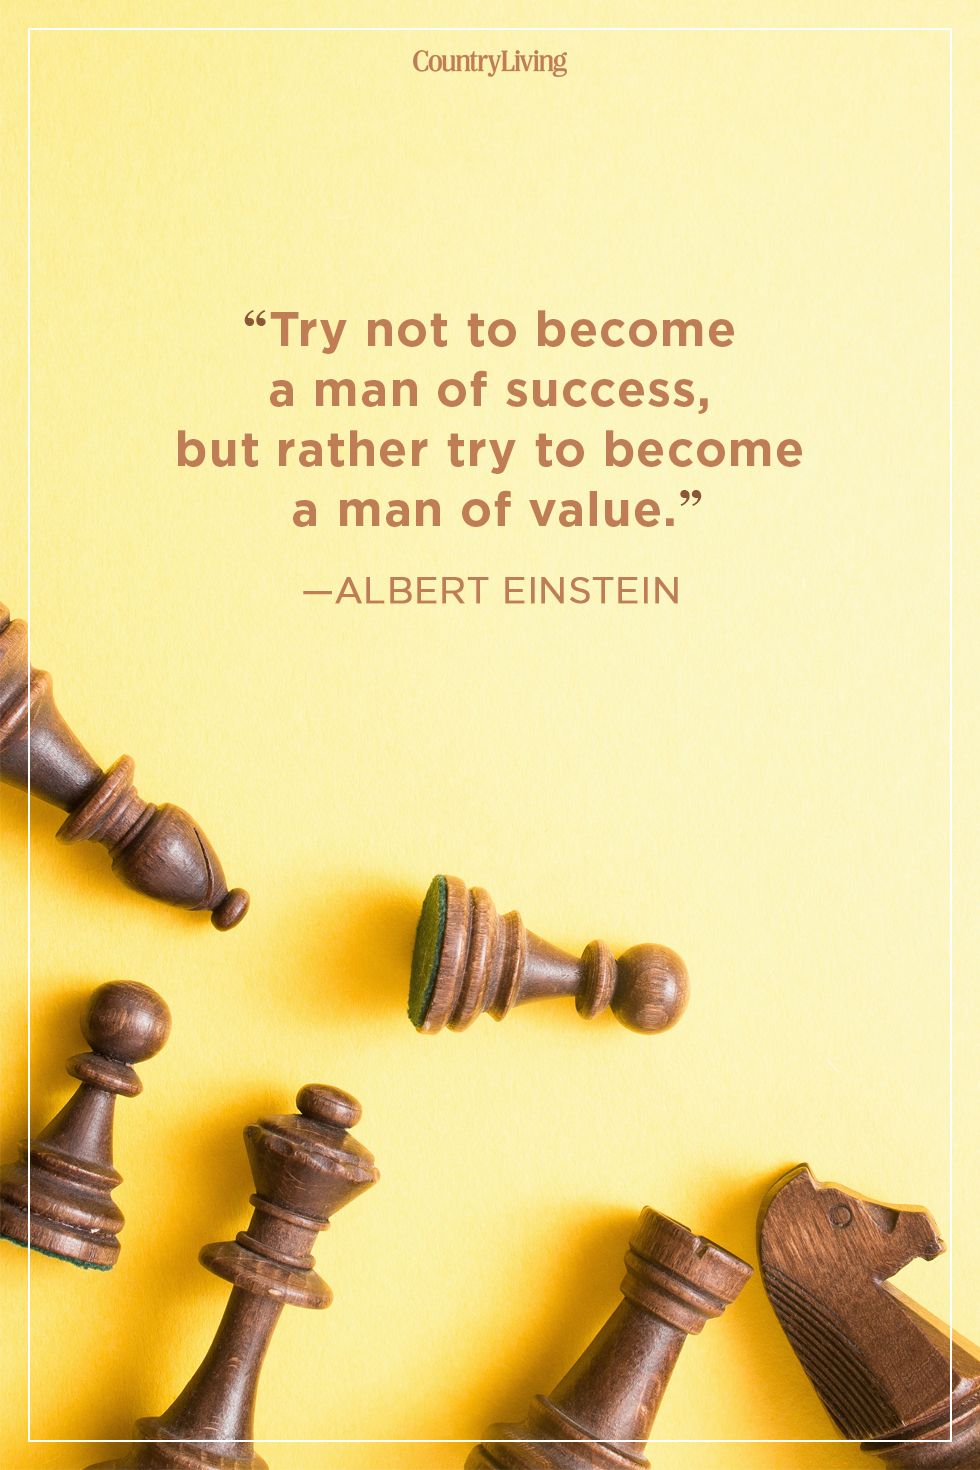 CountryLiving
“Try not to become
a man of success,
but rather try to become
a man of value.”
—ALBERT EINSTEIN